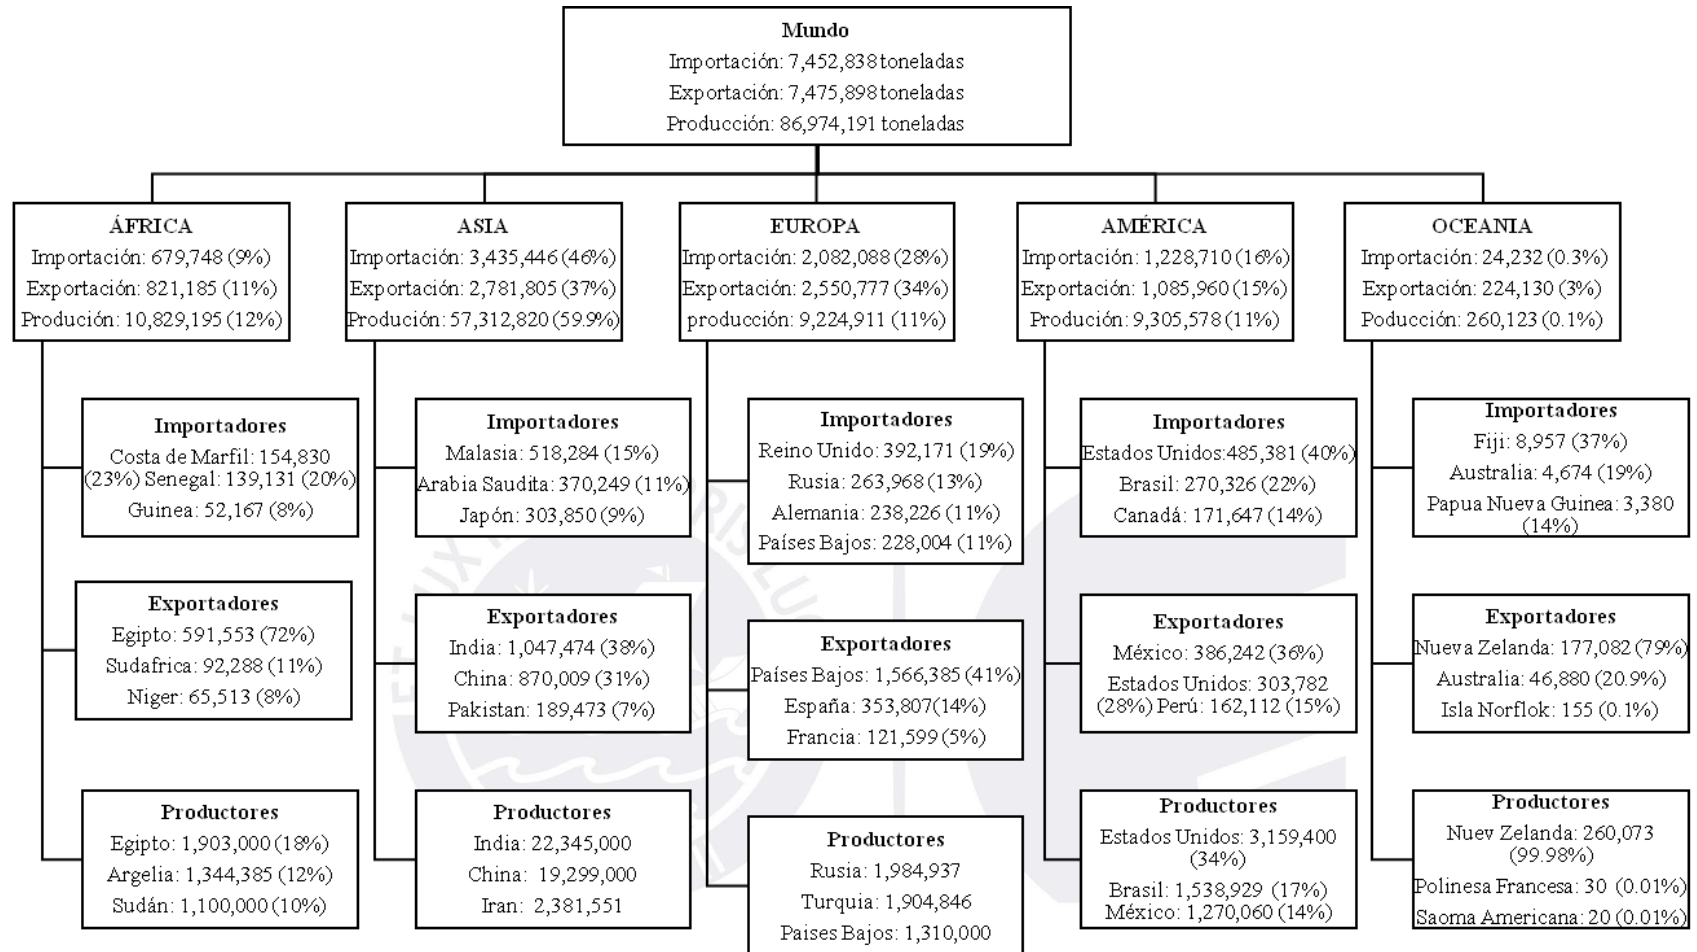 Mundo
Importación: 7,452,838 toneladas
Exportación: 7,475,898 toneladas
Producción: 86,974,191 toneladas
ÁFRICA
Importación: 679,748 (9%)
Exportación: 821,185 (11%)
Produción: 10,829,195 (12%)
ASIA
Importación: 3,435,446 (46%)
Exportación: 2,781,805 (37%)
Produción: 57,312,820 (59.9%)
EUROPA
Importación: 2,082,088 (28%)
Exportación: 2,550,777 (34%)
producción: 9,224,911 (11%)
AMÉRICA
Importación: 1,228,710 (16%)
Exportación: 1,085,960 (15%)
Produción: 9,305,578 (11%)
OCEANIA
Importación: 24,232 (0.3%)
Exportación: 224,130 (3%)
Poducción: 260,123 (0.1%)
Importadores
Costa de Marfil: 154,830
(23%) Senegal: 139,131 (20%)
Guinea: 52,167 (8%)
Importadores
Malasia: 518,284 (15%)
Arabia Saudita: 370,249 (11%)
Japón: 303,850 (9%)
Importadores
Reino Unido: 392,171 (19%)
Rusia: 263,968 (13%)
Alemania: 238,226 (11%)
Países Bajos: 228,004 (11%)
Importadores
Estados Unidos:485,381 (40%)
Brasil: 270,326 (22%)
Canadá: 171,647 (14%)
Importadores
Fiji: 8,957 (37%)
Australia: 4,674 (19%)
Papua Nueva Guinea: 3,380
(14%)
Exportadores
Egipto: 591,553 (72%)
Sudafrica: 92,288 (11%)
Niger: 65,513 (8%)
Exportadores
India: 1,047,474 (38%)
China: 870,009 (31%)
Pakistan: 189,473 (7%)
Exportadores
Países Bajos: 1,566,385 (41%)
España: 353,807(14%)
Francia: 121,599 (5%)
Exportadores
México: 386,242 (36%)
Estados Unidos: 303,782
(28%) Perú: 162,112 (15%)
Exportadores
Nueva Zelanda: 177,082 (79%)
Australia: 46,880 (20.9%)
Isla Norflok: 155 (0.1%)
Productores
Egipto: 1,903,000 (18%)
Argelia: 1,344,385 (12%)
Sudán: 1,100,000 (10%)
Productores
India: 22,345,000
China: 19,299,000
Iran: 2,381,551
Productores
Rusia: 1,984,937
Turquia: 1,904,846
Paises Bajos: 1,310,000
Productores
Estados Unidos: 3,159,400
(34%)
Brasil: 1,538,929 (17%)
México: 1,270,060 (14%)
Productores
Nuev Zelanda: 260,073
(99.98%)
Polinesa Francesa: 30 (0.01%)
Saoma Americana: 20 (0.01%)